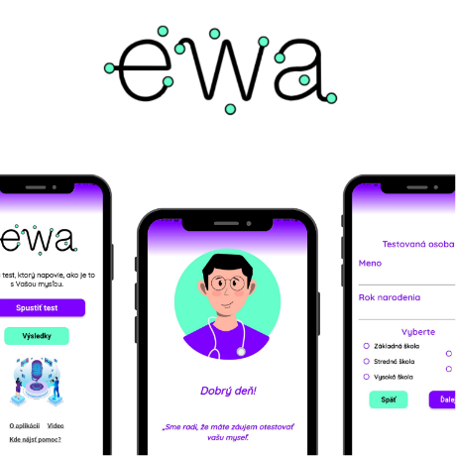 ewa
ewa
test, ktorý napovie, ako je to
s Vašou mysľou.
Spustiť test
Výsledky
O aplikácii Video
Kde nájsť pomoc?
Dobrý deň!
„Sme radi, že máte záujem otestovať
vašu myseľ.
Testovaná osoba
Meno
Rok narodenia
Vyberte
Základná škola
Stredná škola
Vysoká škola
Späť